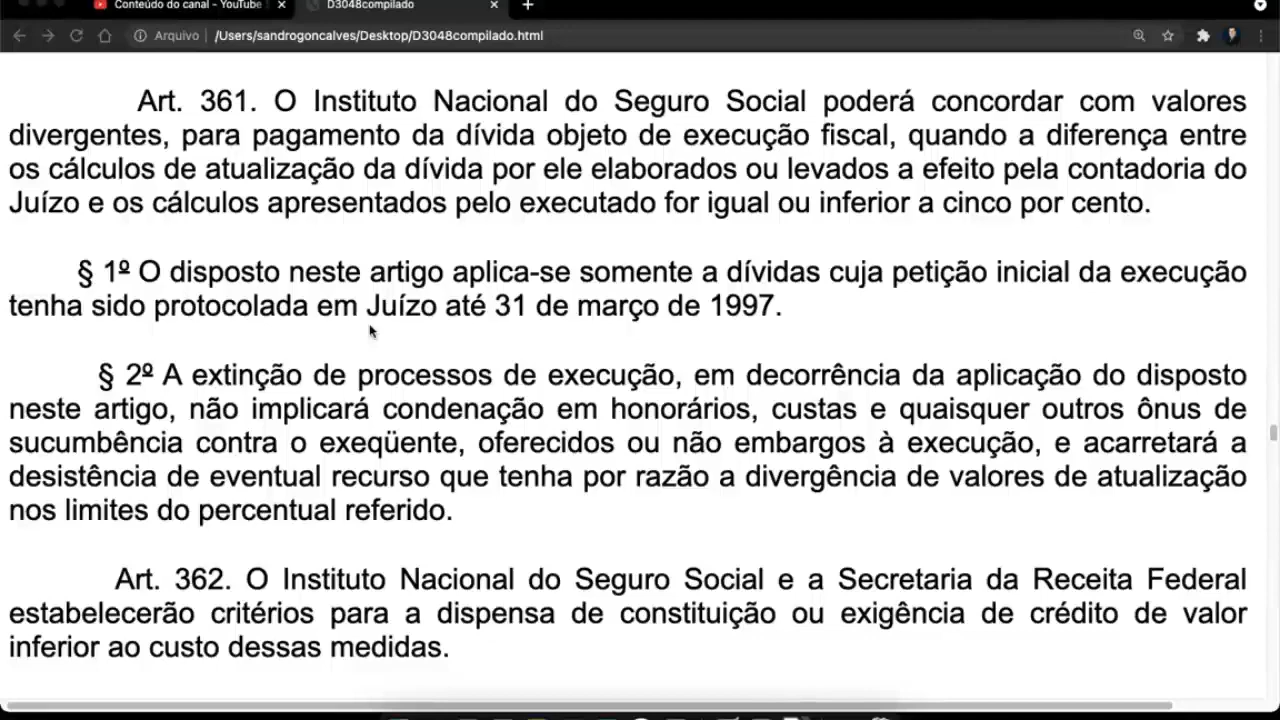 Conteúdo do canal - YouTube
D3048compilado
Arquivo /Users/sandrogoncalves/Desktop/D3048compilado.html
Art. 361. O Instituto Nacional do Seguro Social poderá concordar com valores
divergentes, para pagamento da dívida objeto de execução fiscal, quando a diferença entre
os cálculos de atualização da dívida por ele elaborados ou levados a efeito pela contadoria do
Juízo e os cálculos apresentados pelo executado for igual ou inferior a cinco por cento.
§ 1º O disposto neste artigo aplica-se somente a dívidas cuja petição inicial da execução
tenha sido protocolada em Juízo até 31 de março de 1997.
§ 2º A extinção de processos de execução, em decorrência da aplicação do disposto
neste artigo, não implicará condenação em honorários, custas e quaisquer outros ônus de
sucumbência contra o exeqüente, oferecidos ou não embargos à execução, e acarretará a
desistência de eventual recurso que tenha por razão a divergência de valores de atualização
nos limites do percentual referido.
Art. 362. O Instituto Nacional do Seguro Social e a Secretaria da Receita Federal
estabelecerão critérios para a dispensa de constituição ou exigência de crédito de valor
inferior ao custo dessas medidas.